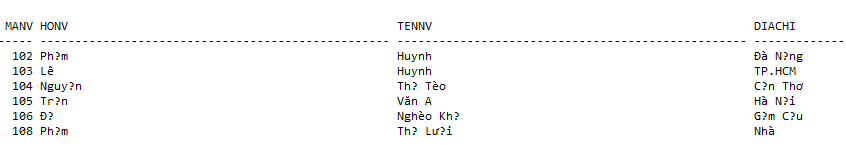 MANV HONV TENNV DIACHI
----- -------------------------------------------------- -------------------------------------------------- -------------
102 Ph?m Huynh Đà N?ng
103 Lê Huynh TP.HCM
104 Nguy?n Th? Tèo C?n Thơ
105 Tr?n Văn A Hà N?i
106 Đ? Nghèo Kh? G?m C?u
108 Ph?m Th? Lư?i Nhà